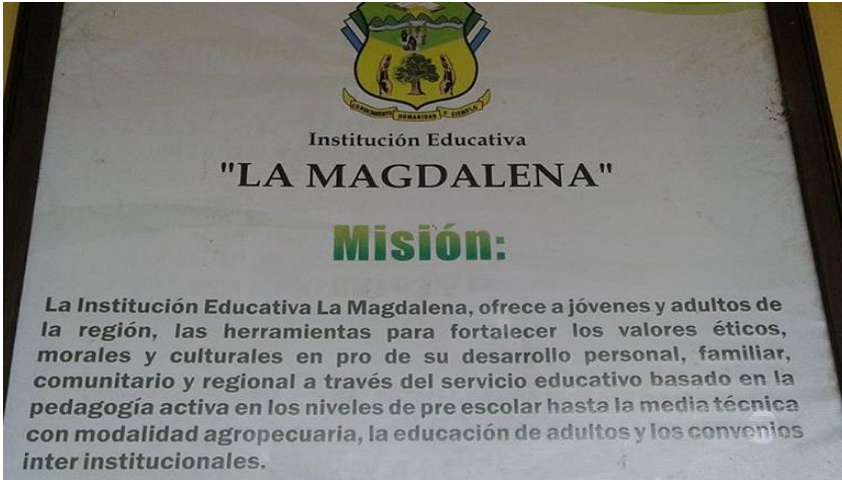 CONOCIMIENTO HUMANIDAD Y EJEMPLO
Institución Educativa
"LA MAGDALENA"
Misión:
La Institución Educativa La Magdalena, ofrece a jóvenes y adultos de
la región, las herramientas para fortalecer los valores éticos,
morales y culturales en pro de su desarrollo personal, familiar,
comunitario y regional a través del servicio educativo basado en la
pedagogía activa en los niveles de pre escolar hasta la media técnica
con modalidad agropecuaria, la educación de adultos y los convenios
inter institucionales.